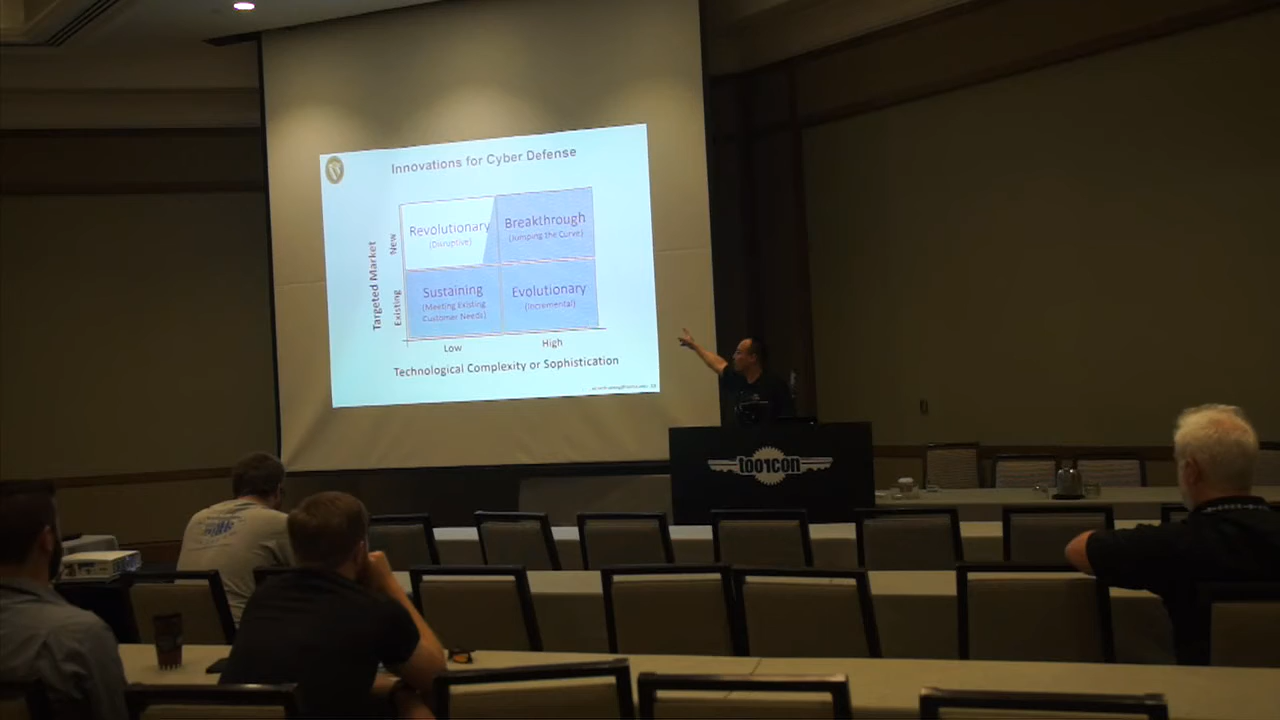 Innovations for Cyber Defense
Targeted Market
New
Existing
Revolutionary
(Disruptive)
Breakthrough
(Jumping the Curve)
Sustaining
(Meeting Existing
Customer Needs)
Evolutionary
(Incremental)
Low
High
Technological Complexity or Sophistication
too1con